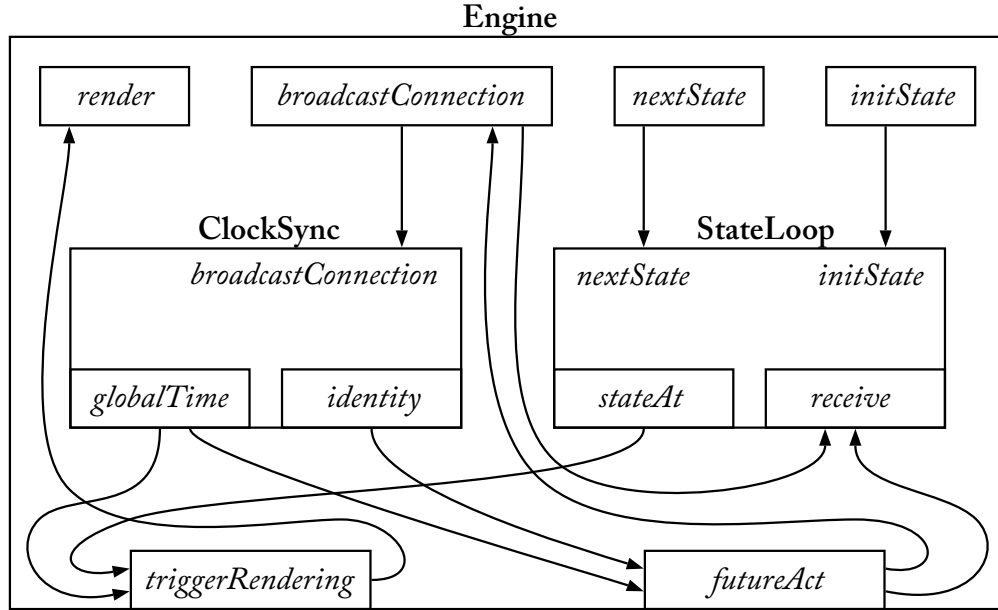 Engine
render
broadcastConnection
nextState
initState
ClockSync
StateLoop
broadcastConnection
nextState
initState
globalTime
identity
stateAt
receive
triggerRendering
futureAct